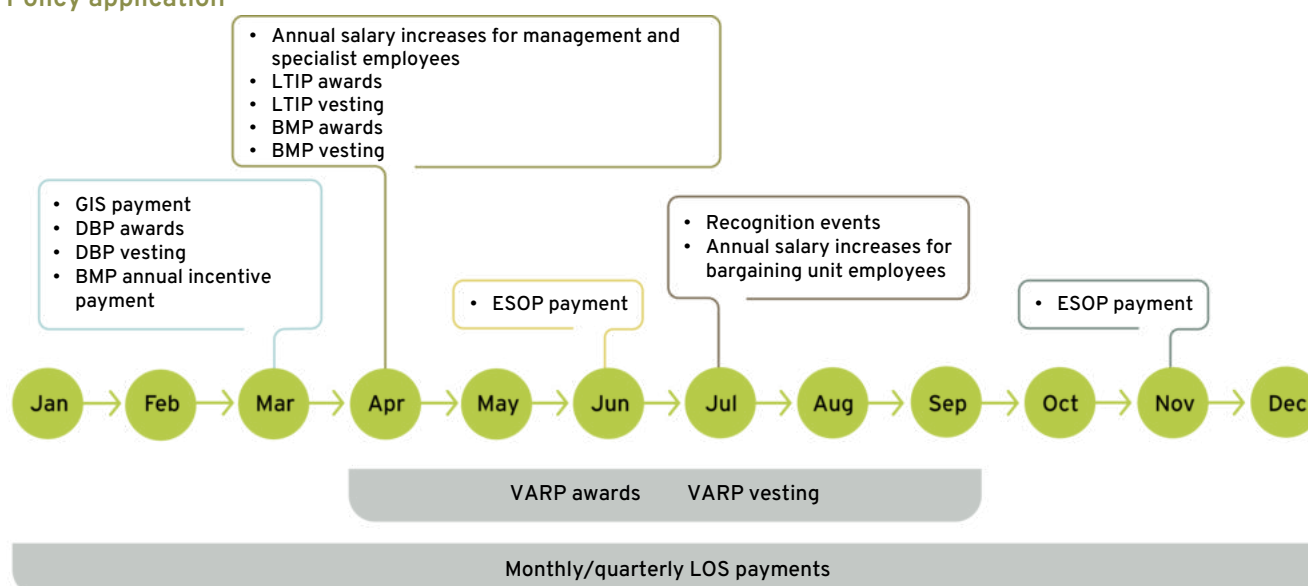 Policy application
• Annual salary increases for management and
specialist employees
• LTIP awards
• LTIP vesting
• BMP awards
• BMP vesting
• GIS payment
• DBP awards
• DBP vesting
• BMP annual incentive
payment
• Recognition events
• Annual salary increases for
bargaining unit employees
• ESOP payment
• ESOP payment
Jan Feb Mar Apr May Jun Jul Aug Sep Oct Nov Dec
VARP awards VARP vesting
Monthly/quarterly LOS payments